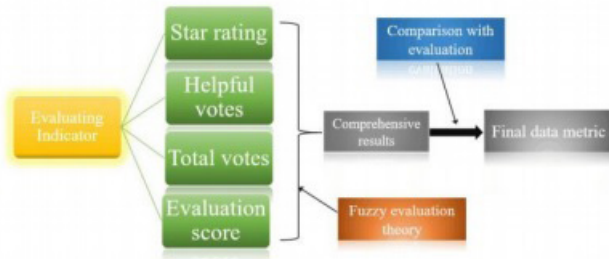 Star rating
Comparison with
evaluation
Helpful
votes
Evaluating
Indicator
Comprehensive
results
Final data metric
Total votes
Evaluation
score
Fuzzy evaluation
theory